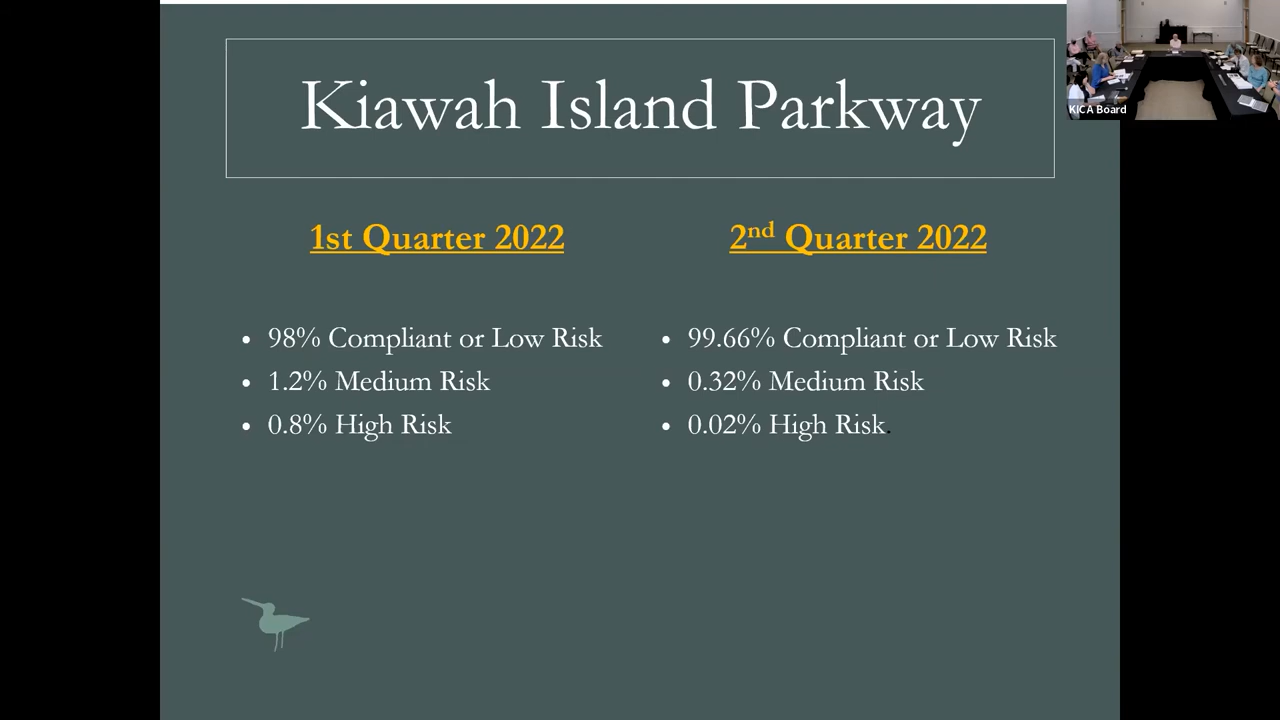 Kiawah Island Parkway
KICA Board
1st Quarter 2022
• 98% Compliant or Low Risk
• 1.2% Medium Risk
• 0.8% High Risk
2nd Quarter 2022
• 99.66% Compliant or Low Risk
• 0.32% Medium Risk
• 0.02% High Risk.